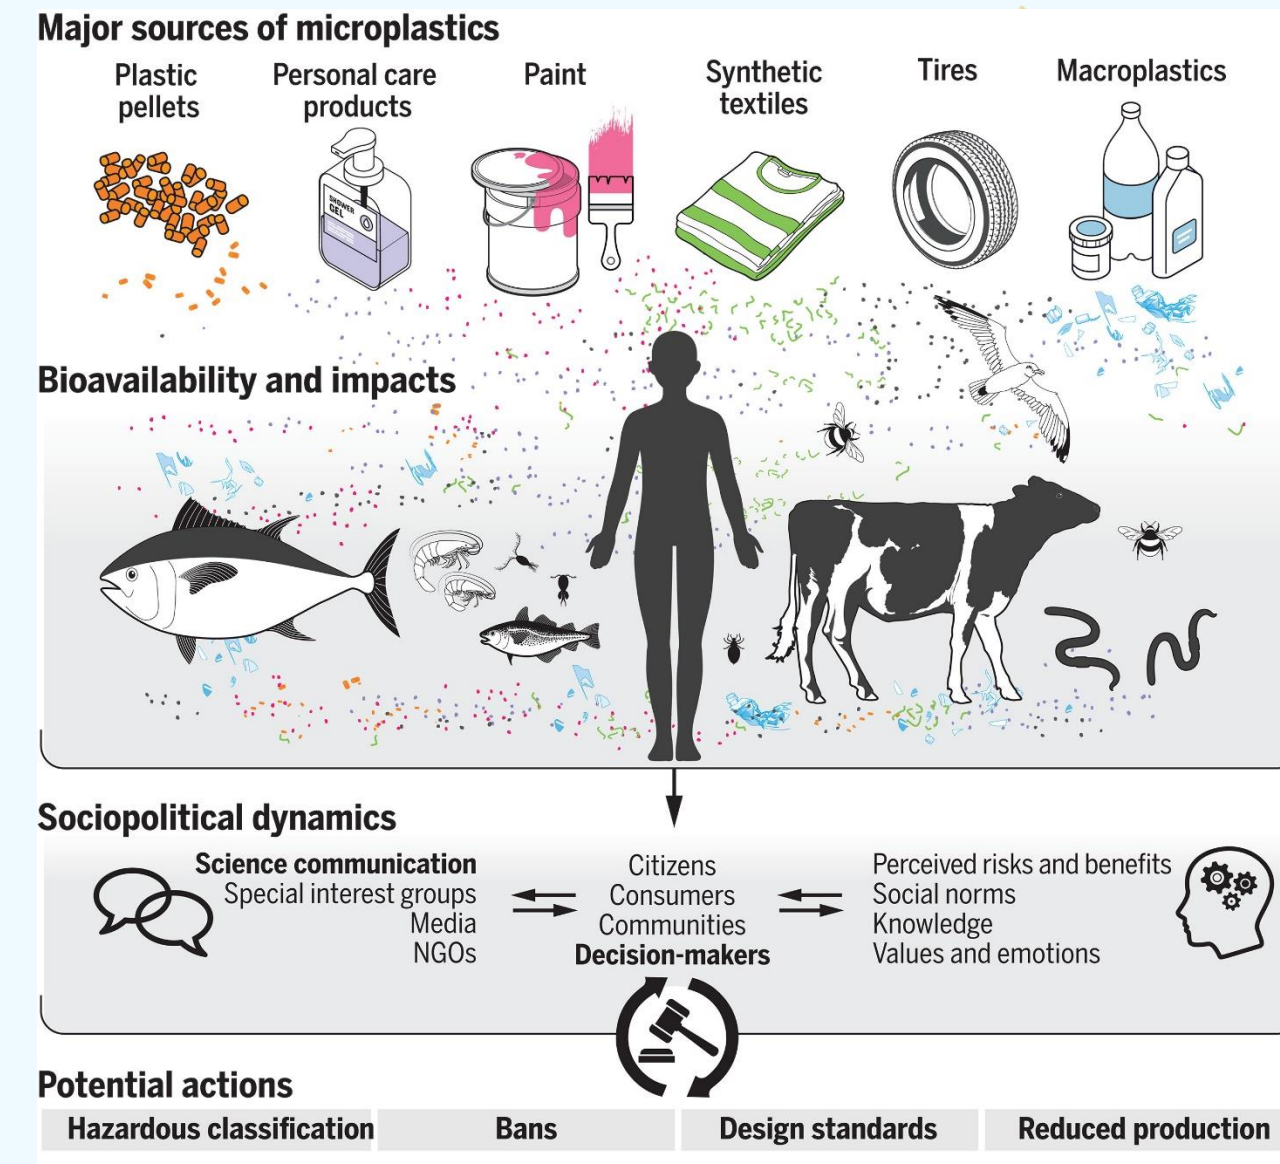 Major sources of microplastics
Plastic
pellets
Personal care
products
Paint
Synthetic
textiles
Tires
Macroplastics
SHOWER
GEL
Bioavailability and impacts
Sociopolitical dynamics
Science communication
Special interest groups
Media
NGOs
Citizens
Consumers
Communities
Decision-makers
Perceived risks and benefits
Social norms
Knowledge
Values and emotions
Potential actions
Hazardous classification
Bans
Design standards
Reduced production